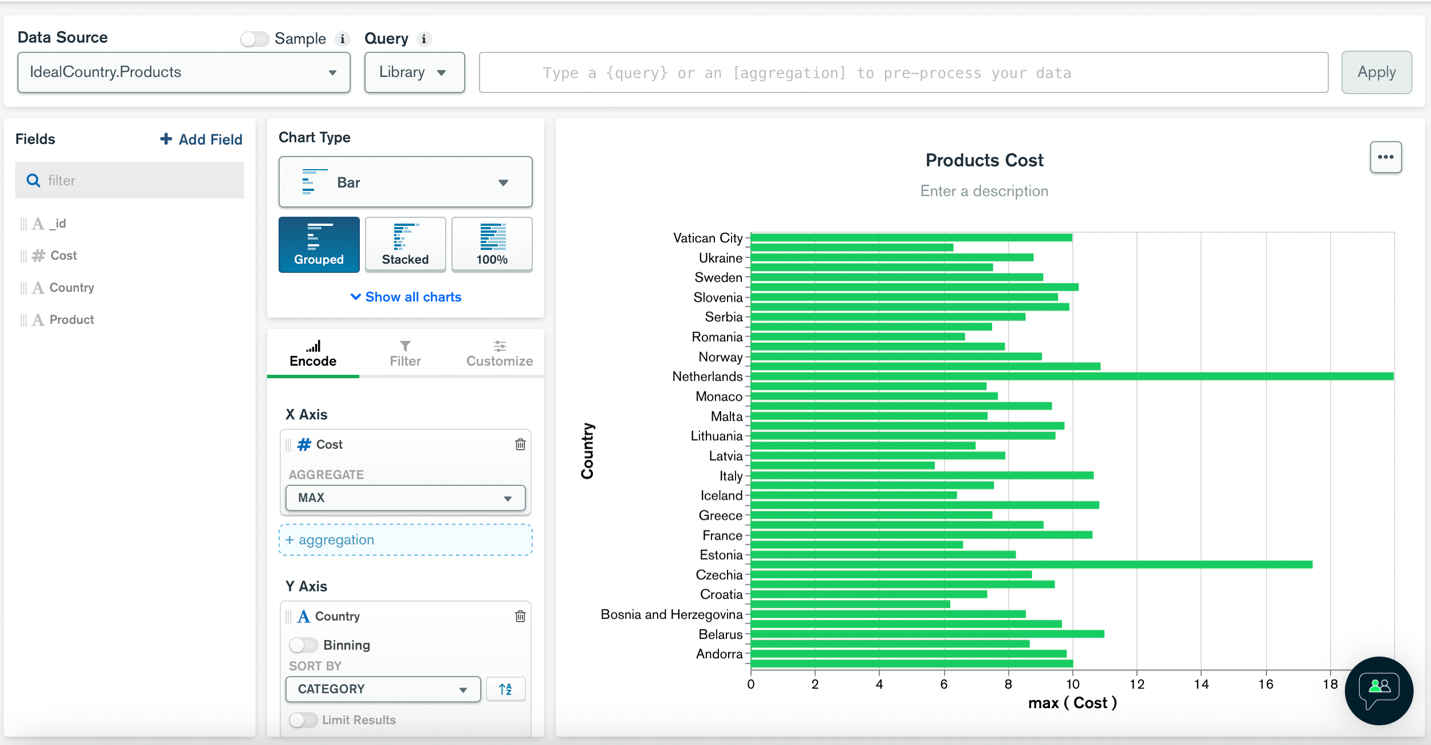 Data Source
Sample i
Query i
IdealCountry.Products
Library
Type a {query} or an [aggregation] to pre-process your data
Apply
Fields
+ Add Field
filter
A _id
# Cost
A Country
A Product
Chart Type
Bar
Grouped
Stacked
100%
Show all charts
Encode
Filter
Customize
X Axis
# Cost
AGGREGATE
MAX
+ aggregation
Y Axis
A Country
Binning
SORT BY
CATEGORY
Limit Results
Products Cost
Enter a description
Country
Vatican City
Ukraine
Sweden
Slovenia
Serbia
Romania
Norway
Netherlands
Monaco
Malta
Lithuania
Latvia
Italy
Iceland
Greece
France
Estonia
Czechia
Croatia
Bosnia and Herzegovina
Belarus
Andorra
0 2 4 6 8 10 12 14 16 18
max ( Cost )